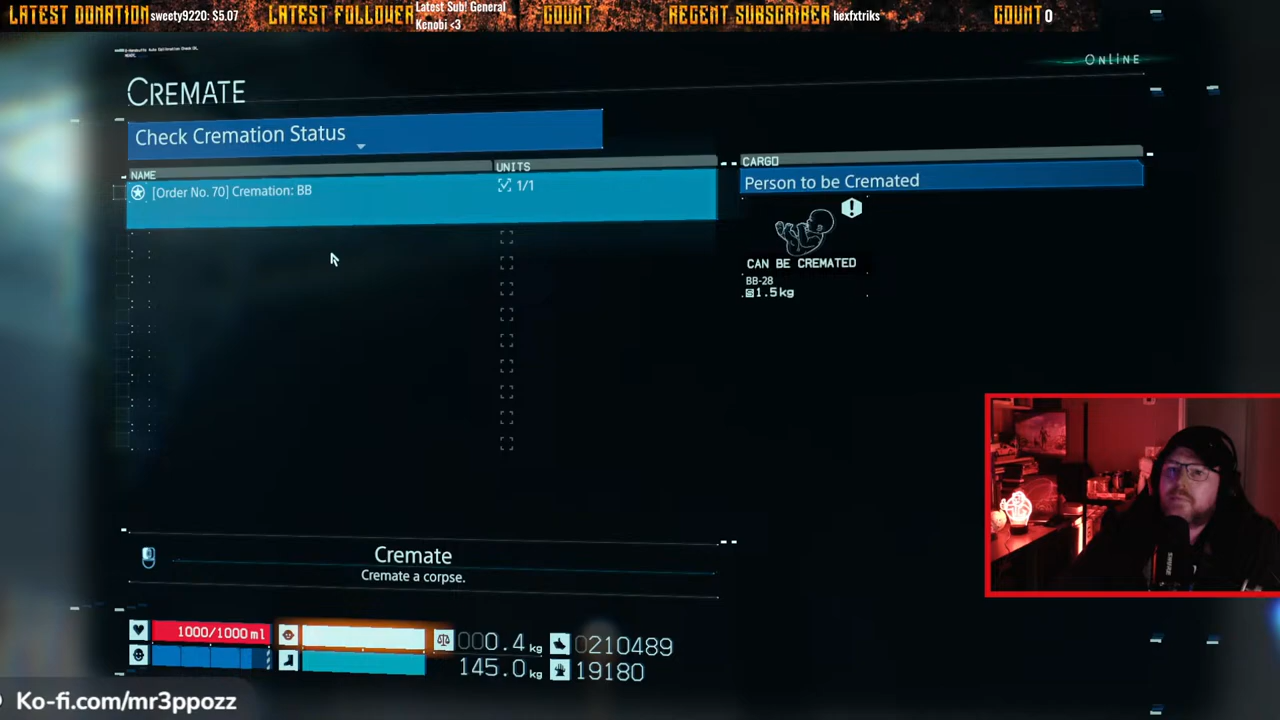 LATEST DONATION sweety9220: $5.07 LATEST FOLLOWER Latest Sub! General Kenobi <3 COUNT RECENT SUBSCRIBER hexfxtriks COUNT 0
ONLINE
CREMATE
Check Cremation Status
NAME UNITS
[Order No. 70] Cremation: BB 1/1
CARGO
Person to be Cremated
CAN BE CREMATED
BB-28
1.5kg
Cremate
Cremate a corpse.
1000/1000 ml
000.4 kg 0210489
145.0 kg 19180
Ko-fi.com/mr3ppozz